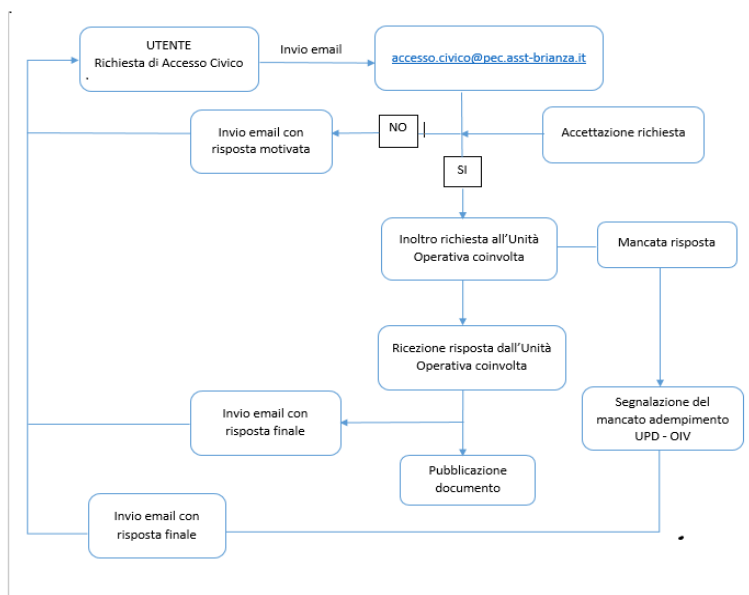 UTENTE
Richiesta di Accesso Civico
Invio email
accesso.civico@pec.asst-brianza.it
Invio email con
risposta motivata
NO
Accettazione richiesta
SI
Inoltro richiesta all'Unità
Operativa coinvolta
Mancata risposta
Ricezione risposta dall'Unità
Operativa coinvolta
Invio email con
risposta finale
Segnalazione del
mancato adempimento
UPD - OIV
Pubblicazione
documento
Invio email con
risposta finale